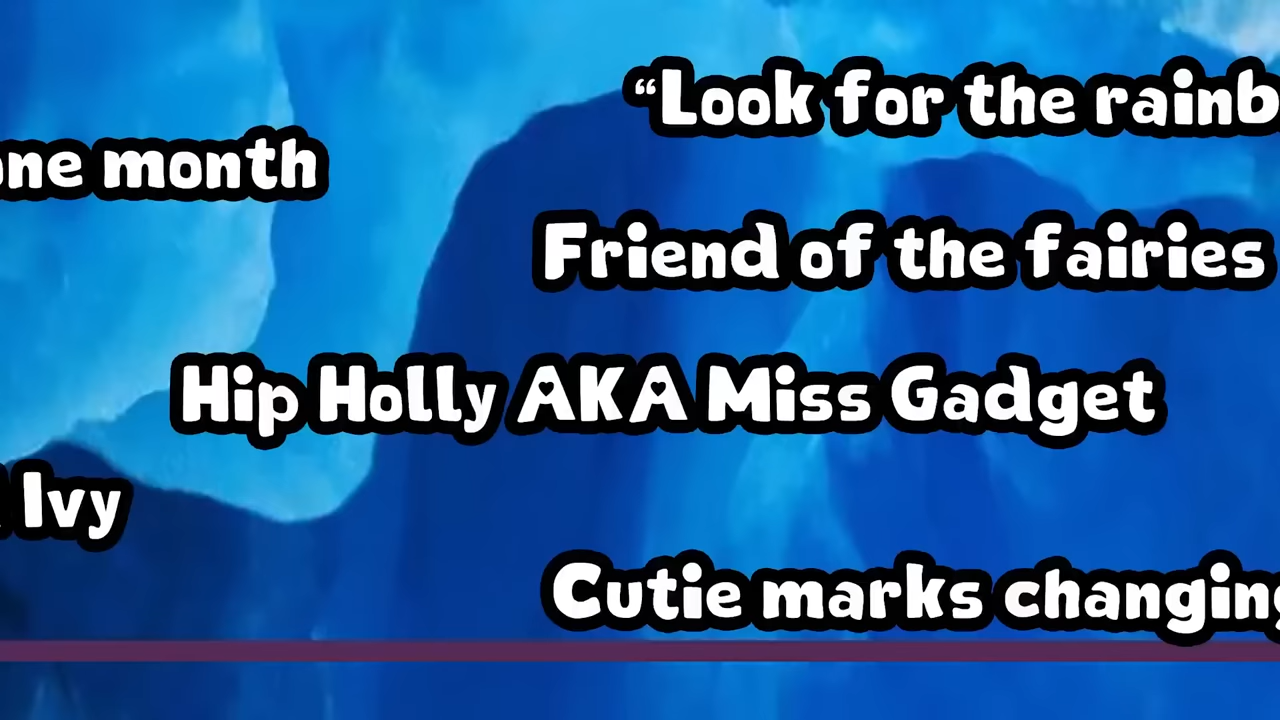 “Look for the rainb
one month
Friend of the fairies
Hip Holly AKA Miss Gadget
Ivy
Cutie marks changing